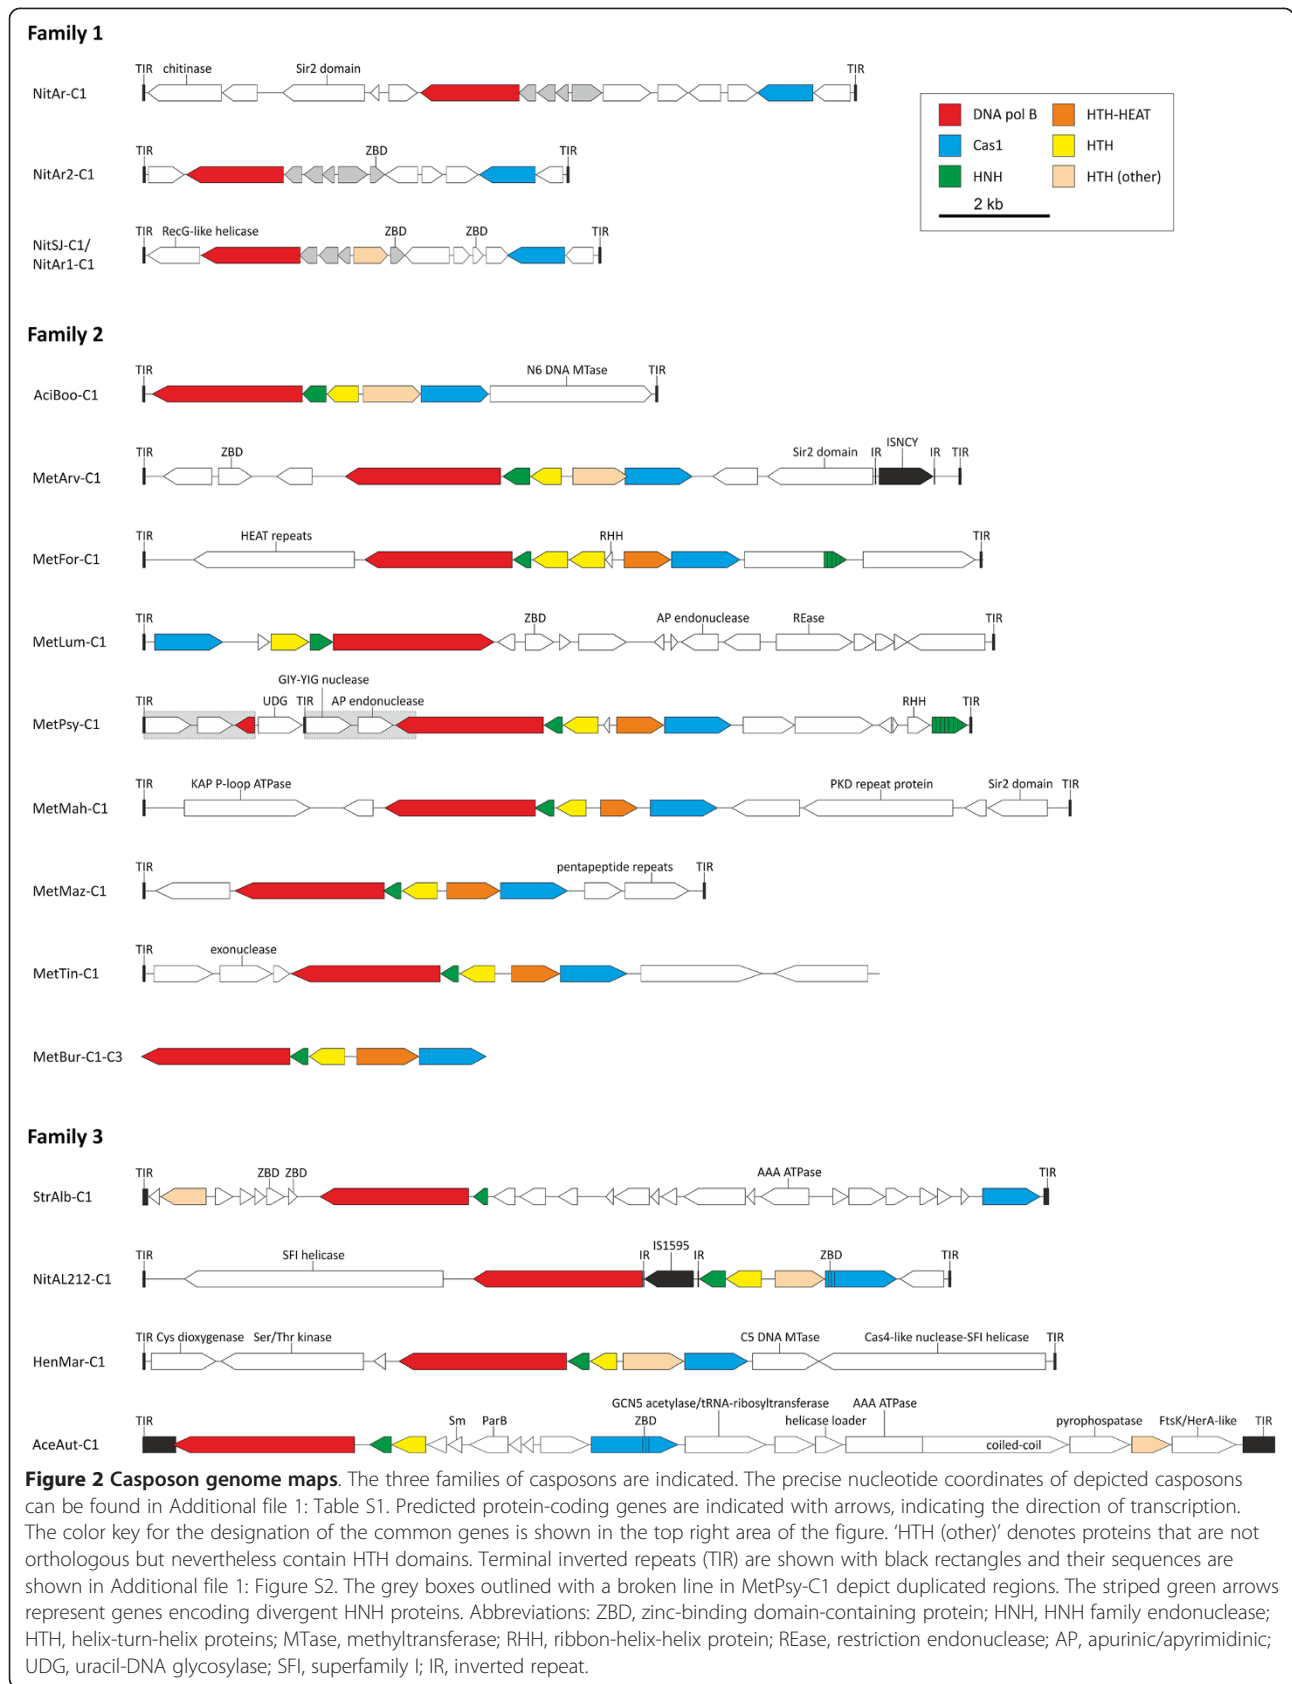 Family 1
TIR chitinase Sir2 domain TIR
NitAr-C1
DNA pol B HTH-HEAT
Cas1 HTH
HNH HTH (other)
2 kb
TIR ZBD TIR
NitAr2-C1
TIR RecG-like helicase ZBD ZBD TIR
NitSJ-C1/
NitAr1-C1
Family 2
TIR N6 DNA MTase TIR
AciBoo-C1
TIR ZBD Sir2 domain IR ISNCY IR TIR
MetArv-C1
TIR HEAT repeats RHH TIR
MetFor-C1
TIR ZBD AP endonuclease REase TIR
MetLum-C1
GIY-YIG nuclease
TIR UDG TIR AP endonuclease RHH TIR
MetPsy-C1
TIR KAP P-loop ATPase PKD repeat protein Sir2 domain TIR
MetMah-C1
TIR pentapeptide repeats TIR
MetMaz-C1
TIR exonuclease
MetTin-C1
MetBur-C1-C3
Family 3
TIR ZBD ZBD AAA ATPase TIR
StrAlb-C1
TIR SFI helicase IR IS1595 IR ZBD TIR
NitAL212-C1
TIR Cys dioxygenase Ser/Thr kinase C5 DNA MTase Cas4-like nuclease-SFI helicase TIR
HenMar-C1
GCN5 acetylase/tRNA-ribosyltransferase AAA ATPase
TIR Sm ParB ZBD helicase loader pyrophospatase FtsK/HerA-like TIR
AceAut-C1 coiled-coil
Figure 2 Casposon genome maps. The three families of casposons are indicated. The precise nucleotide coordinates of depicted casposons
can be found in Additional file 1: Table S1. Predicted protein-coding genes are indicated with arrows, indicating the direction of transcription.
The color key for the designation of the common genes is shown in the top right area of the figure. ‘HTH (other)’ denotes proteins that are not
orthologous but nevertheless contain HTH domains. Terminal inverted repeats (TIR) are shown with black rectangles and their sequences are
shown in Additional file 1: Figure S2. The grey boxes outlined with a broken line in MetPsy-C1 depict duplicated regions. The striped green arrows
represent genes encoding divergent HNH proteins. Abbreviations: ZBD, zinc-binding domain-containing protein; HNH, HNH family endonuclease;
HTH, helix-turn-helix proteins; MTase, methyltransferase; RHH, ribbon-helix-helix protein; REase, restriction endonuclease; AP, apurinic/apyrimidinic;
UDG, uracil-DNA glycosylase; SFI, superfamily I; IR, inverted repeat.